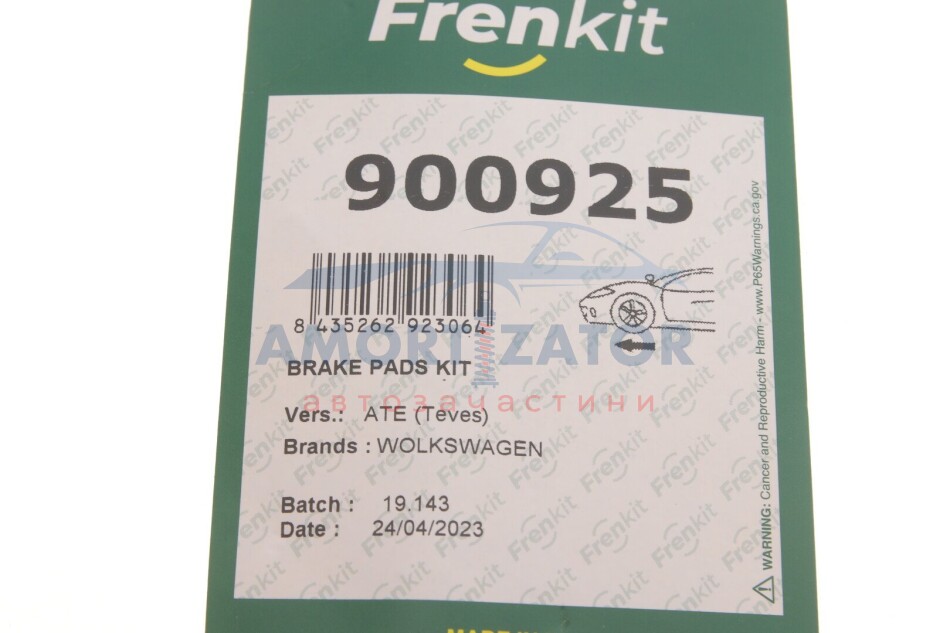 Frenkit
900925
8 435262 923064
AMORTIZATOR
автозапчастини
BRAKE PADS KIT
Vers.: ATE (Teves)
Brands : WOLKSWAGEN
Batch : 19.143
Date : 24/04/2023
WARNING: Cancer and Reproductive Harm - www.P65Warnings.ca.gov